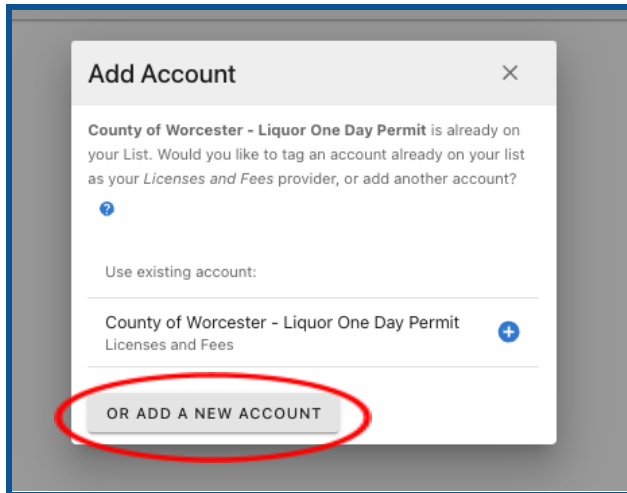 Add Account
County of Worcester - Liquor One Day Permit is already on
your List. Would you like to tag an account already on your list
as your Licenses and Fees provider, or add another account?
Use existing account:
County of Worcester - Liquor One Day Permit
Licenses and Fees
OR ADD A NEW ACCOUNT